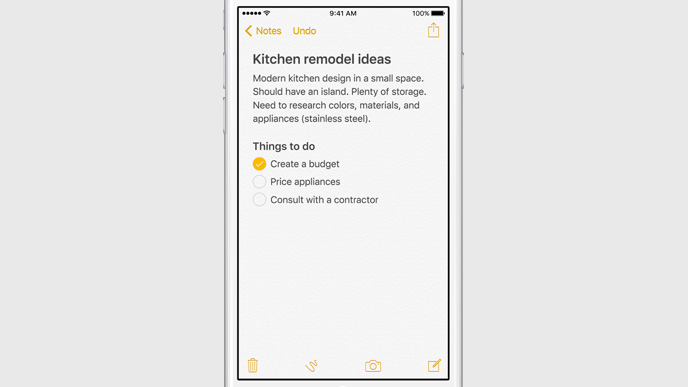 9:41 AM
100%
Notes
Undo
Kitchen remodel ideas
Modern kitchen design in a small space.
Should have an island. Plenty of storage.
Need to research colors, materials, and
appliances (stainless steel).
Things to do
Create a budget
Price appliances
Consult with a contractor